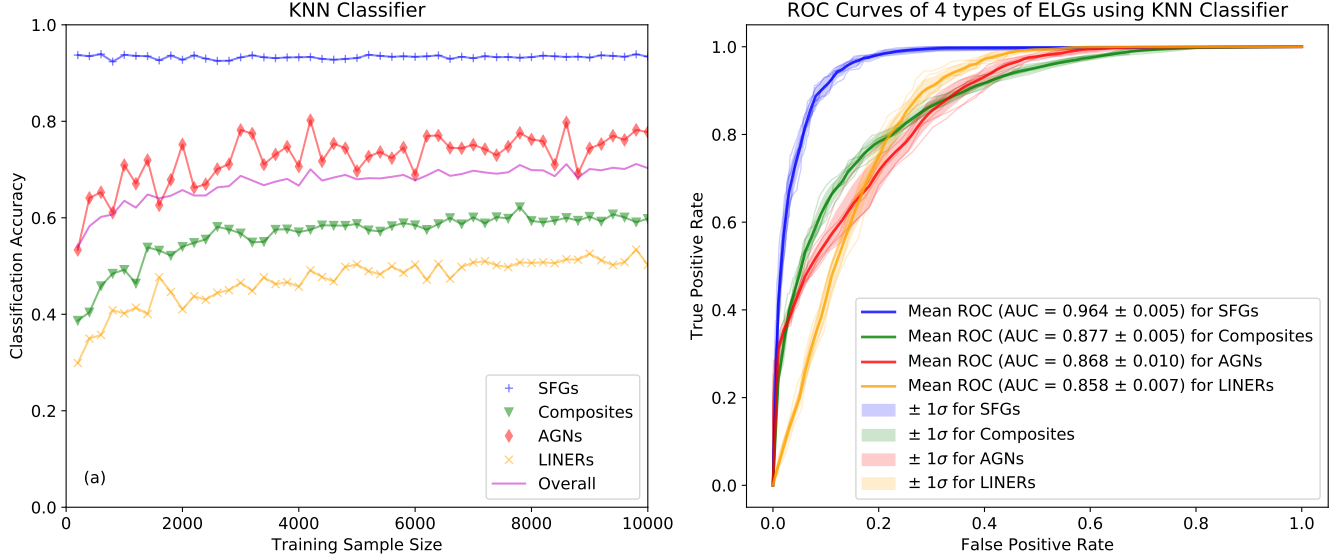 KNN Classifier
1.0
0.8
0.6
0.4
0.2
0.0
Classification Accuracy
(a)
SFGs
Composites
AGNs
LINERs
Overall
0 2000 4000 6000 8000 10000
Training Sample Size
ROC Curves of 4 types of ELGs using KNN Classifier
1.0
0.8
0.6
0.4
0.2
0.0
True Positive Rate
Mean ROC (AUC = 0.964 ± 0.005) for SFGs
Mean ROC (AUC = 0.877 ± 0.005) for Composites
Mean ROC (AUC = 0.868 ± 0.010) for AGNs
Mean ROC (AUC = 0.858 ± 0.007) for LINERs
± 1σ for SFGs
± 1σ for Composites
± 1σ for AGNs
± 1σ for LINERs
0.0 0.2 0.4 0.6 0.8 1.0
False Positive Rate